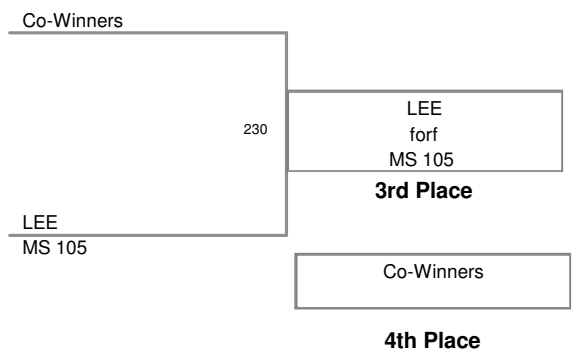 Co-Winners
230
LEE
forf
MS 105
3rd Place
LEE
MS 105
Co-Winners
4th Place